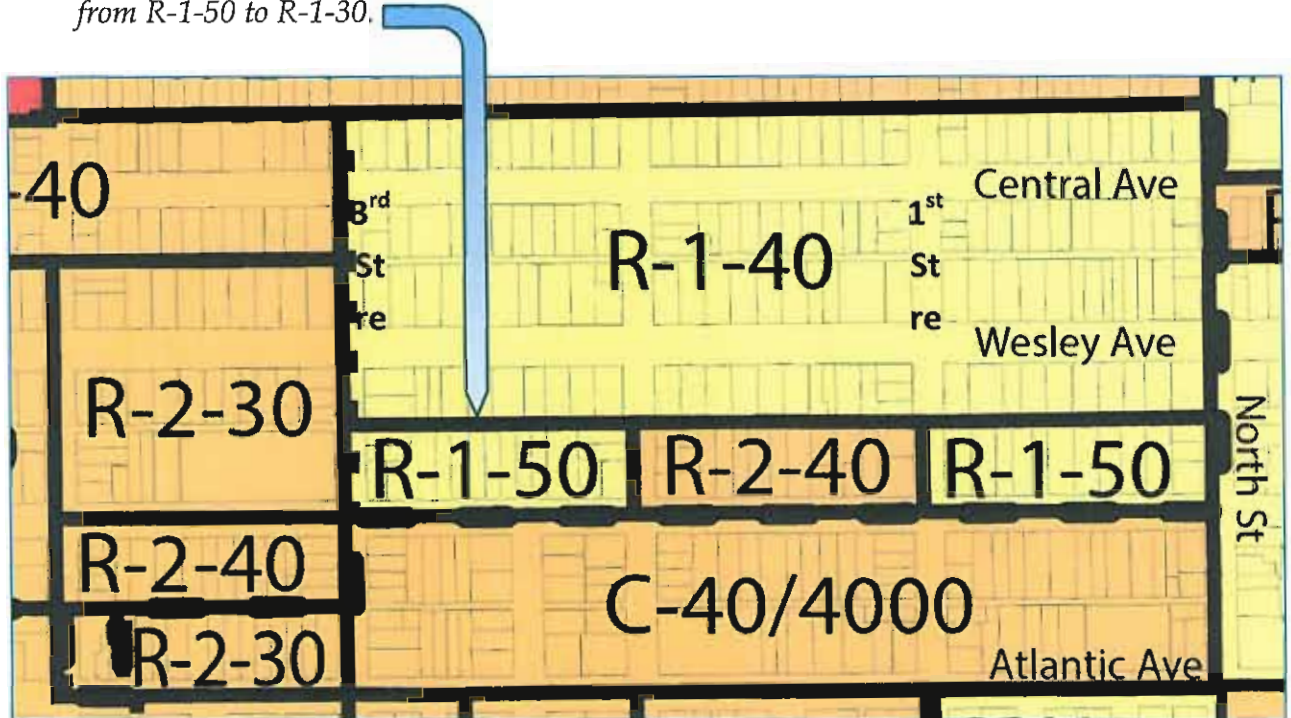 from R-1-50 to R-1-30.
-40
3rd
St
re
R-1-40
1st
St
re
Central Ave
Wesley Ave
R-2-30
R-1-50
R-2-40
R-1-50
North St
R-2-40
C-40/4000
R-2-30
Atlantic Ave